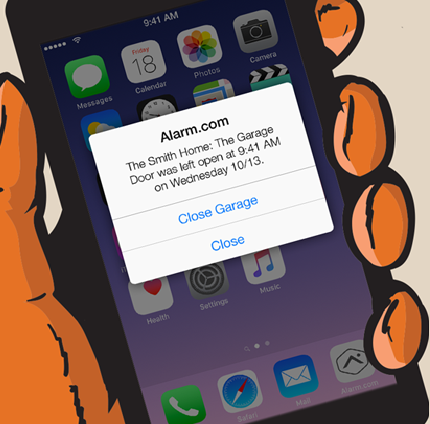 9:41 AM
Friday
18
Messages
Calendar
Photos
Camera
Alarm.com
The Smith Home: The Garage
Door was left open at 9:41 AM
on Wednesday 10/13.
Close Garage
Close
Health
Settings
Music
Safari
Mail
Alarm.com